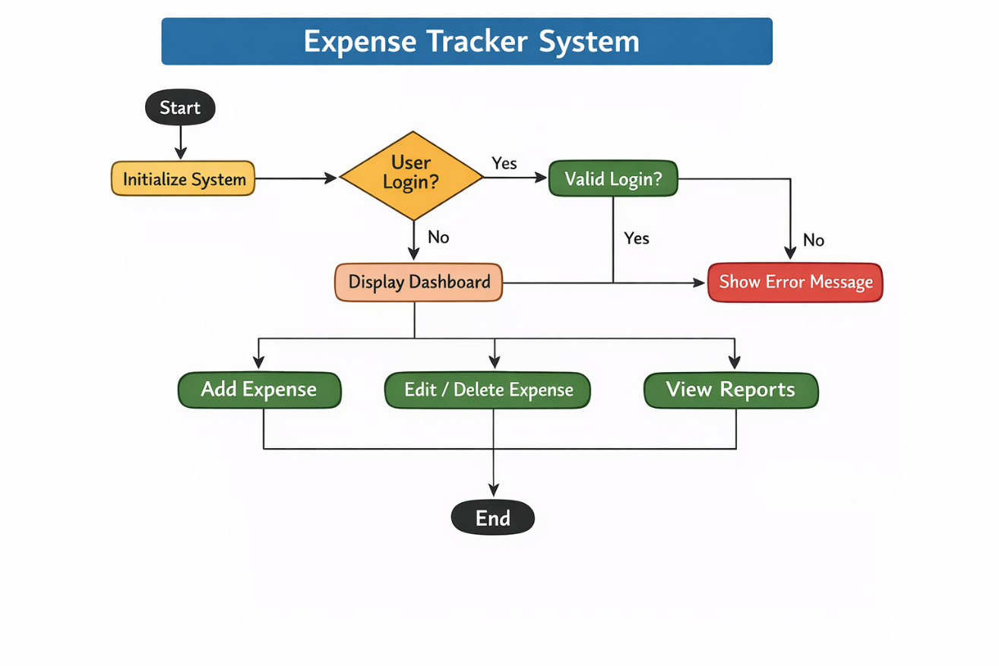 Expense Tracker System
Start
Initialize System
User
Login?
Yes
Valid Login?
No
Yes
No
Display Dashboard
Show Error Message
Add Expense
Edit / Delete Expense
View Reports
End